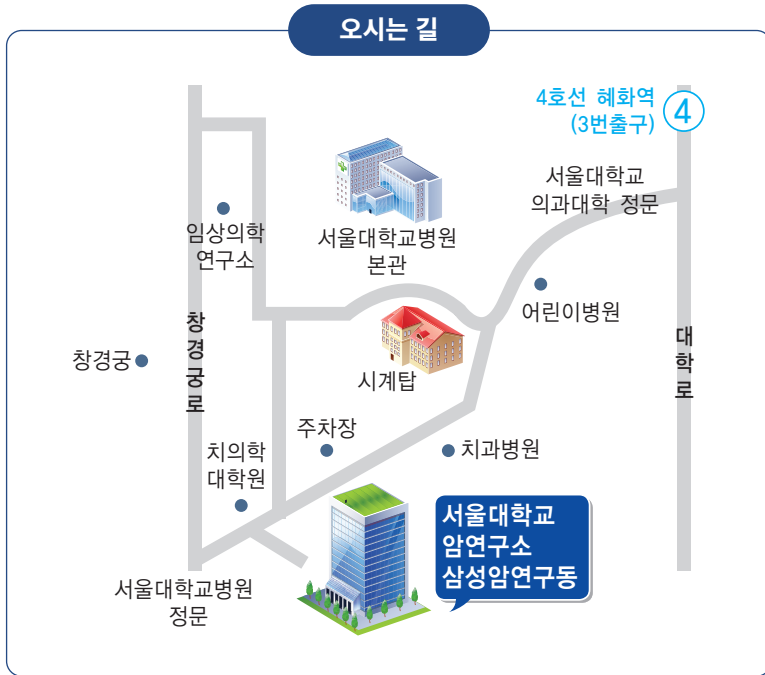 오시는 길
4호선 혜화역
(3번출구)
4
서울대학교
의과대학 정문
임상의학
연구소
서울대학교병원
본관
어린이병원
창경궁로
대학로
창경궁
시계탑
주차장
치과병원
치의학
대학원
서울대학교
암연구소
삼성암연구동
서울대학교병원
정문